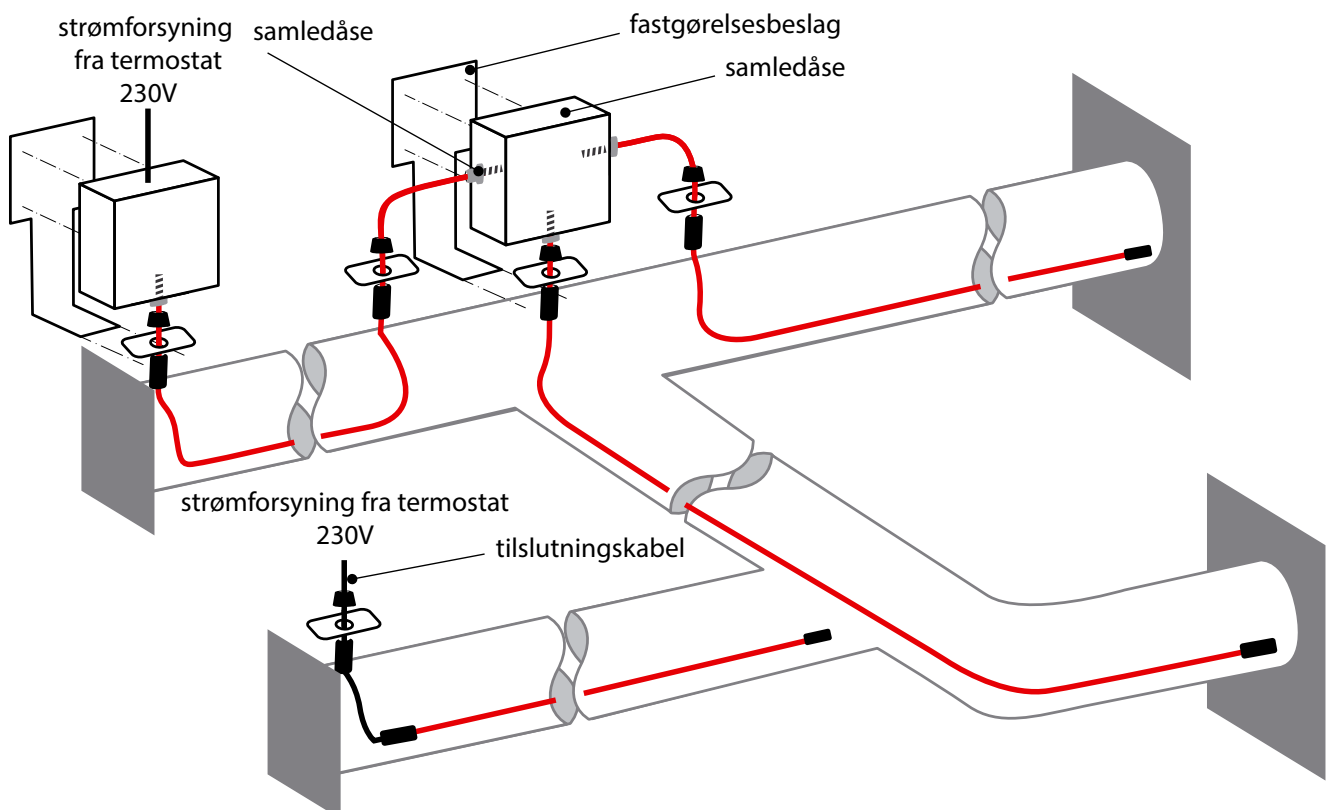 strømforsyning
fra termostat
230V
samledåse
fastgørelsesbeslag
samledåse
strømforsyning fra termostat
230V
tilslutningskabel